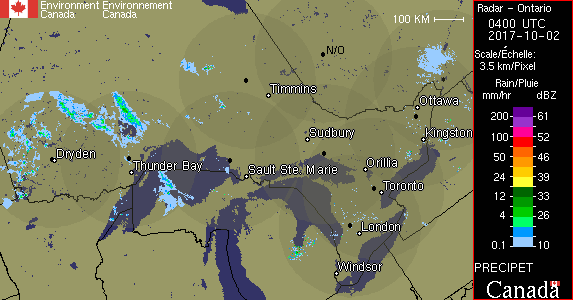 Environment Environnement
Canada Canada
100 KM
N/O
Timmins
Ottawa
Sudbury
Kingston
Dryden
Thunder Bay
Sault Ste. Marie
Orillia
Toronto
London
Windsor
Radar - Ontario
0400 UTC
2017-10-02
Scale/Échelle:
3.5 km/Pixel
Rain/Pluie
mm/hr dBZ
200 61
100 57
100 52
50 46
24 39
12 33
4 26
0.1 10
PRECIPET
Canada